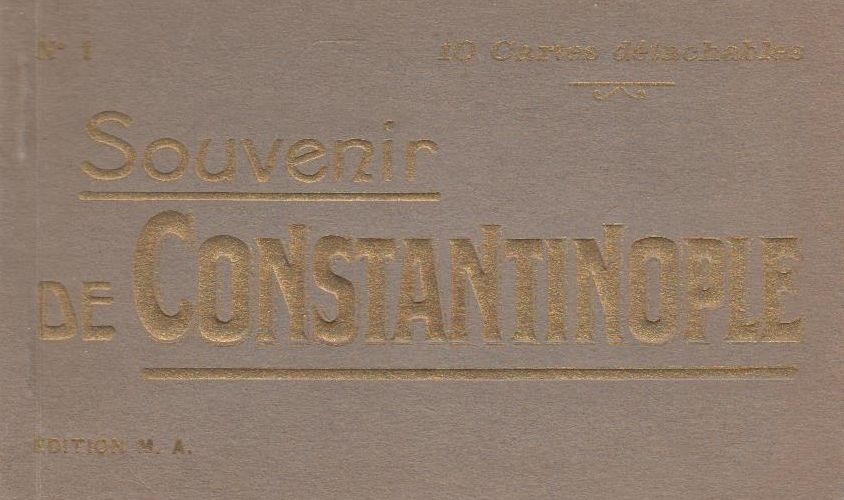 N° 1
10 Cartes détachables
Souvenir
DE CONSTANTINOPLE
EDITION M. A.